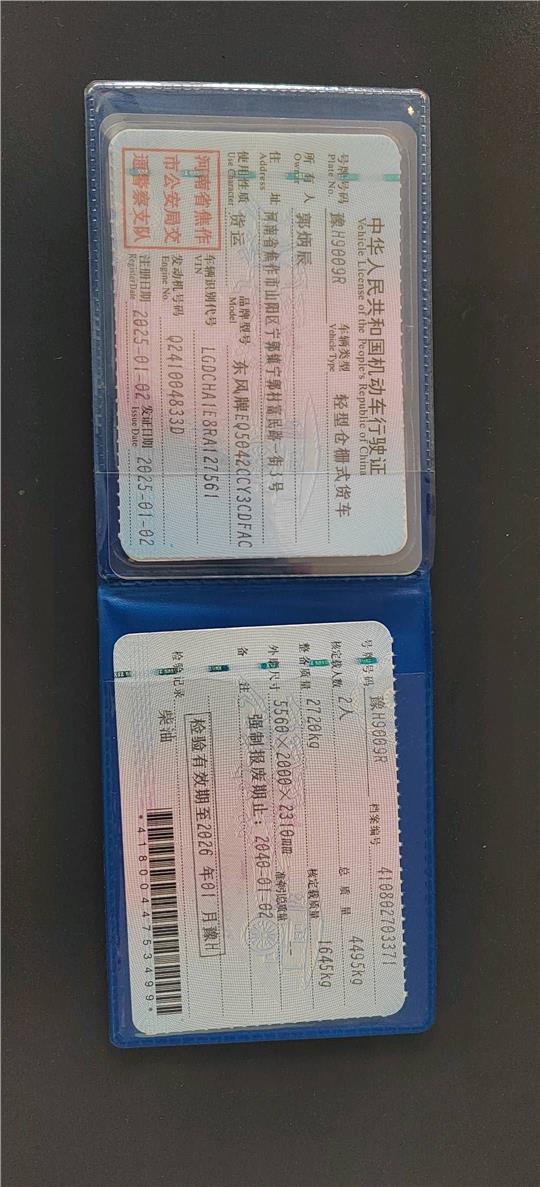 中华人民共和国机动车行驶证
Vehicle License of the People's Republic of China
号牌号码 豫H9009R 车辆类型 轻型仓栅式货车
Plate No. Vehicle Type
所有人 郭炳辰
Owner
住址 河南省焦作市山阳区宁郭镇宁郭村富民路一街3号
Address
使用性质 货运 品牌型号 东风牌EQ5042CCY3CDFAC
Use Character Model
河南省焦作
市公安局交
通警察支队
车辆识别代号 LGDCHA1E8RA127561
VIN
发动机号码 Q241004833D
Engine No.
注册日期 2025-01-02 发证日期 2025-01-02
Register Date Issue Date
号牌号码 豫H9009R 档案编号 410802703371
核定载人数 2人 总质量 4495kg
整备质量 2720kg 核定载质量 1645kg
外廓尺寸 5560×2000×2310mm 准牵引总质量 --
备注 强制报废期止：2040-01-02
检验有效期至2026年01月豫H
检验记录 柴油
*4180044753499*